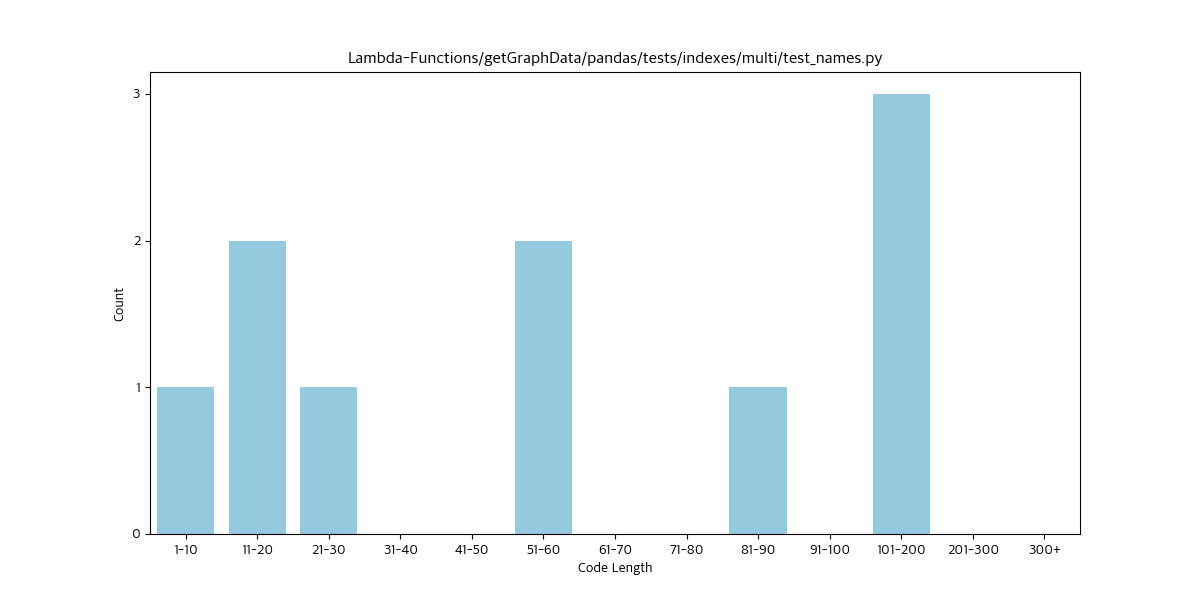 Lambda-Functions/getGraphData/pandas/tests/indexes/multi/test_names.py
3
2
1
0
Count
1-10 11-20 21-30 31-40 41-50 51-60 61-70 71-80 81-90 91-100 101-200 201-300 300+
Code Length